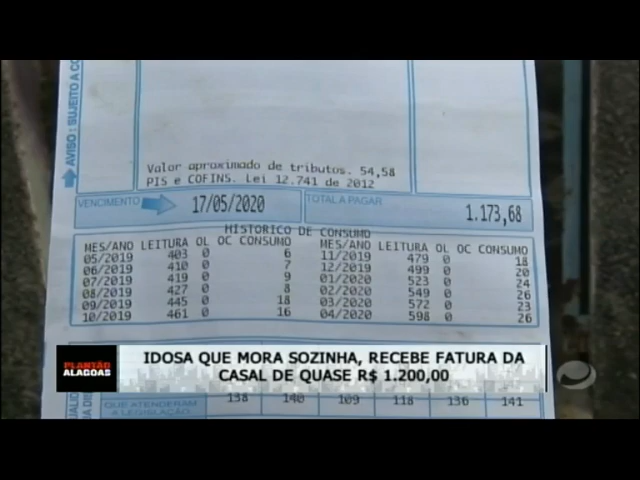 AVISO: SUJEITO A CO
Valor aproximado de tributos. 54,58
PIS e COFINS. Lei 12.741 de 2012
VENCIMENTO 17/05/2020 TOTAL A PAGAR 1.173,68
HISTORICO DE CONSUMO
MES/ANO LEITURA OL OC CONSUMO MES/ANO LEITURA OL OC CONSUMO
05/2019 403 0 6 11/2019 479 0 18
06/2019 410 0 7 12/2019 499 0 20
07/2019 419 0 9 01/2020 523 0 24
08/2019 427 0 8 02/2020 549 0 26
09/2019 445 0 18 03/2020 572 0 23
10/2019 461 0 16 04/2020 598 0 26
PLANTÃO
ALAGOAS
IDOSA QUE MORA SOZINHA, RECEBE FATURA DA
CASAL DE QUASE R$ 1.200,00
138 140 109 118 136 141
QUE ATENDERAM
A LEGISLAÇÃO